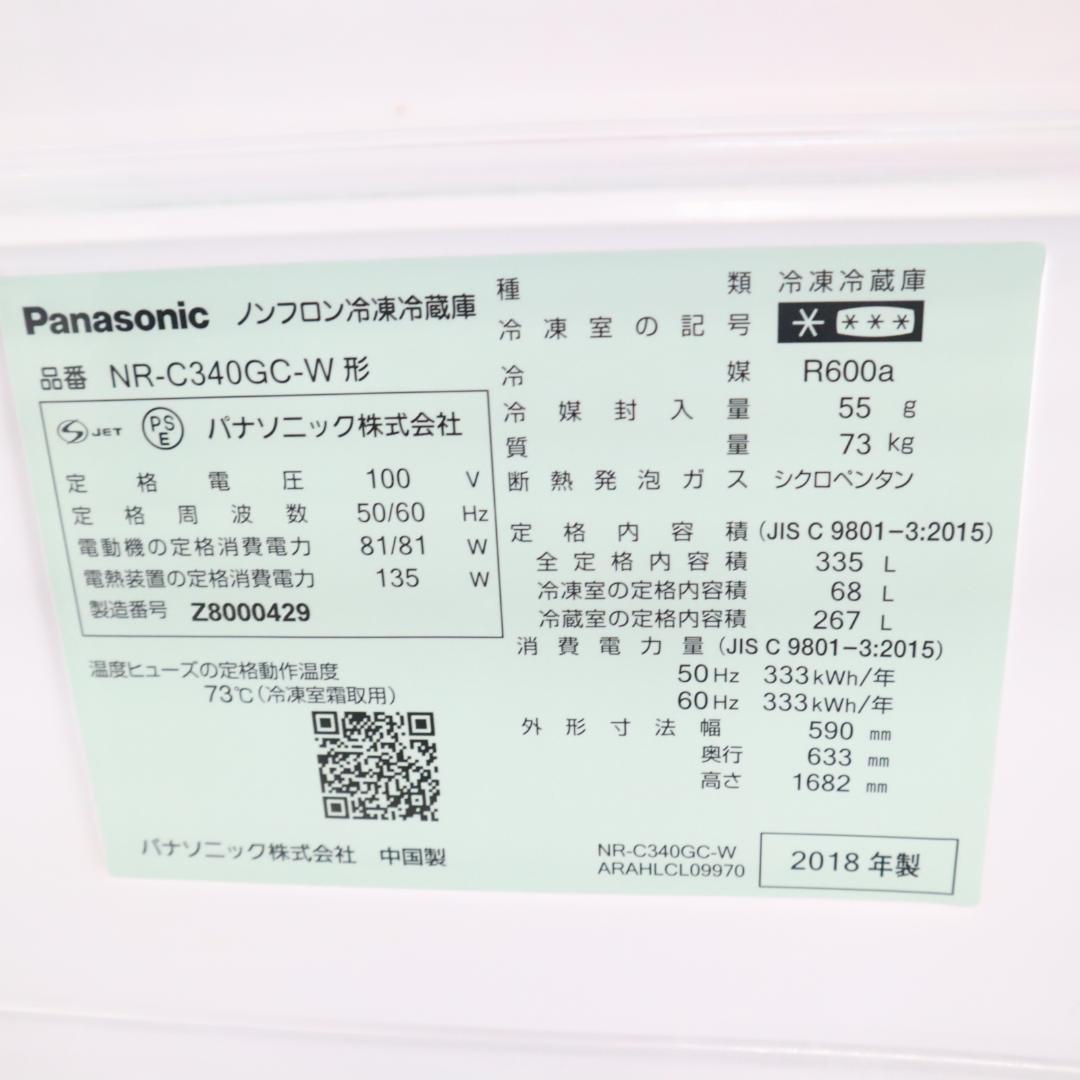 Panasonic ノンフロン冷凍冷蔵庫
品番 NR-C340GC-W 形
JET PSE パナソニック株式会社
定格電圧 100 V
定格周波数 50/60 Hz
電動機の定格消費電力 81/81 W
電熱装置の定格消費電力 135 W
製造番号 Z8000429
温度ヒューズの定格動作温度
73℃(冷凍室霜取用)
パナソニック株式会社 中国製
種類 冷凍冷蔵庫
冷凍室の記号 * ***
冷媒 R600a
冷媒封入量 55 g
質量 73 kg
断熱発泡ガス シクロペンタン
定格内容積 (JIS C 9801-3:2015)
全定格内容積 335 L
冷凍室の定格内容積 68 L
冷蔵室の定格内容積 267 L
消費電力量 (JIS C 9801-3:2015)
50Hz 333kWh/年
60Hz 333kWh/年
外形寸法 幅 590 mm
奥行 633 mm
高さ 1682 mm
NR-C340GC-W
ARAHLCL09970
2018年製